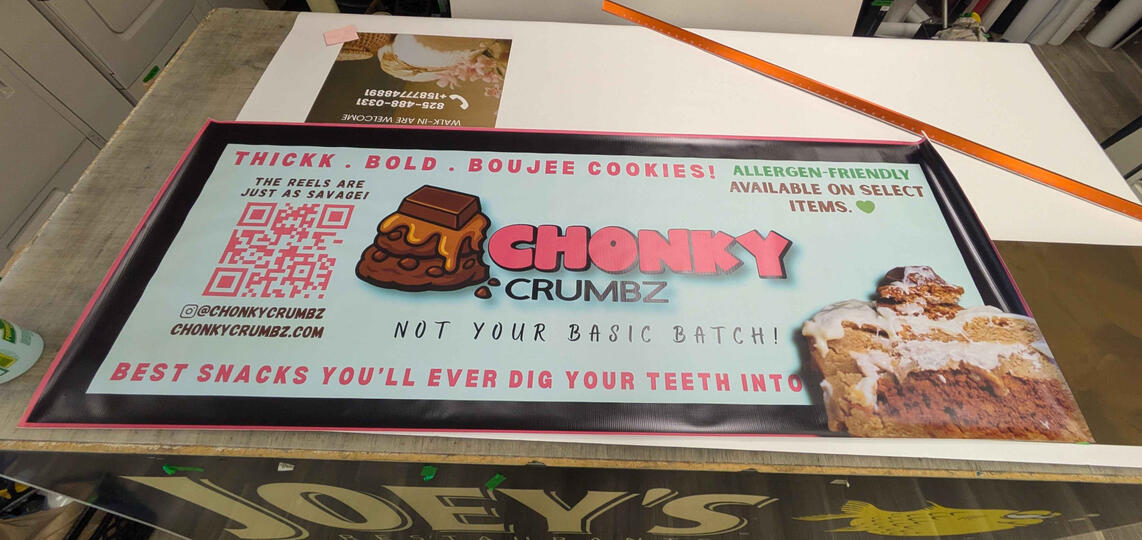 825-488-0331
+15877748891
WALK-IN ARE WELCOME
THICKK . BOLD . BOUJEE COOKIES!
ALLERGEN-FRIENDLY
AVAILABLE ON SELECT
ITEMS.
THE REELS ARE
JUST AS SAVAGE!
CHONKY
CRUMBZ
@CHONKYCRUMBZ
CHONKYCRUMBZ.COM
NOT YOUR BASIC BATCH!
BEST SNACKS YOU'LL EVER DIG YOUR TEETH INTO
JOEY'S